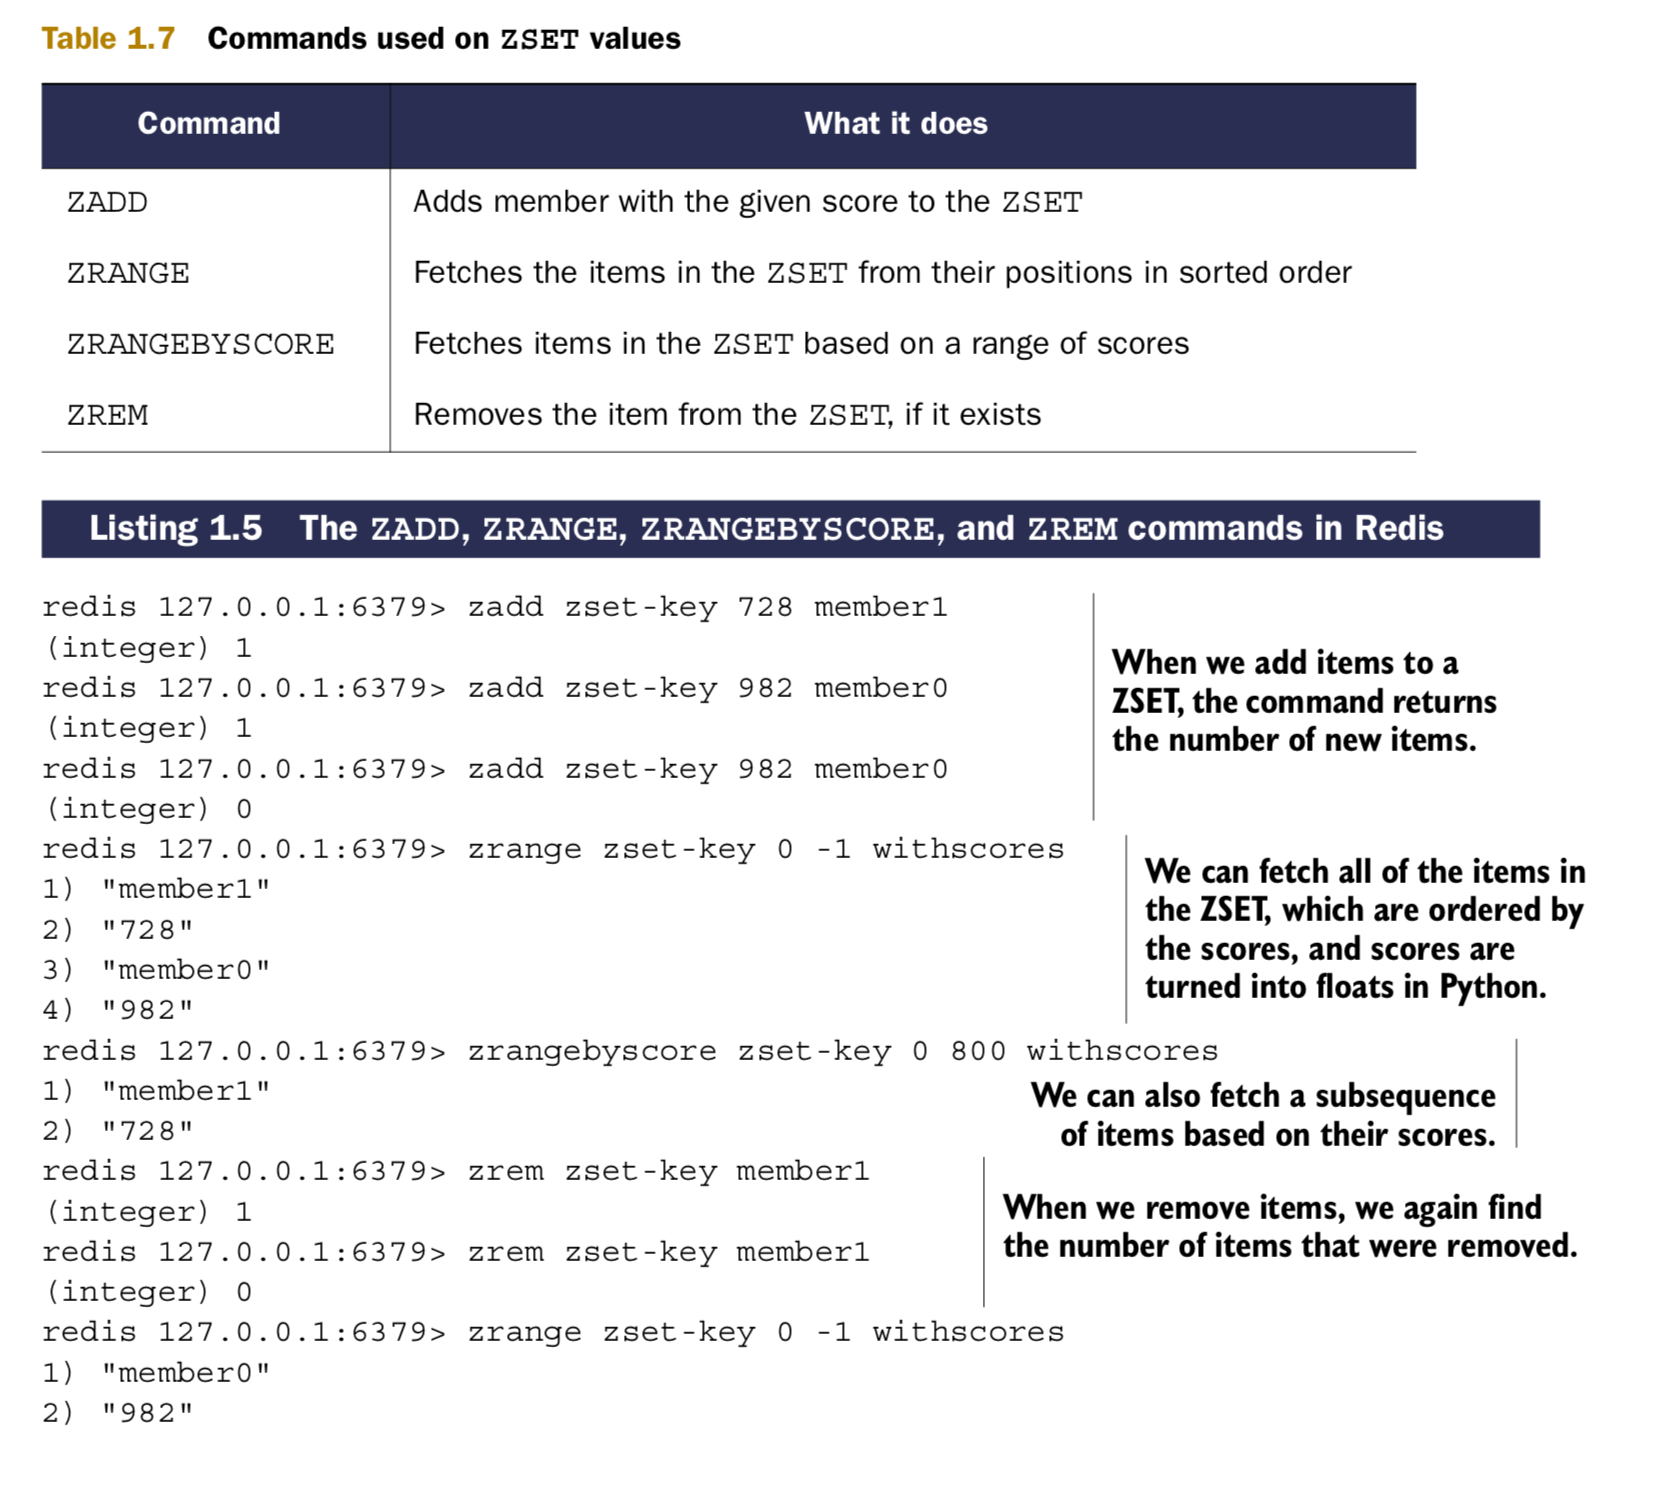 Table 1.7 Commands used on ZSET values
Command What it does
ZADD Adds member with the given score to the ZSET
ZRANGE Fetches the items in the ZSET from their positions in sorted order
ZRANGEBYSCORE Fetches items in the ZSET based on a range of scores
ZREM Removes the item from the ZSET, if it exists
Listing 1.5 The ZADD, ZRANGE, ZRANGEBYSCORE, and ZREM commands in Redis
redis 127.0.0.1:6379> zadd zset-key 728 member1
(integer) 1
redis 127.0.0.1:6379> zadd zset-key 982 member0
(integer) 1
redis 127.0.0.1:6379> zadd zset-key 982 member0
(integer) 0
When we add items to a
ZSET, the command returns
the number of new items.
redis 127.0.0.1:6379> zrange zset-key 0 -1 withscores
1) "member1"
2) "728"
3) "member0"
4) "982"
We can fetch all of the items in
the ZSET, which are ordered by
the scores, and scores are
turned into floats in Python.
redis 127.0.0.1:6379> zrangebyscore zset-key 0 800 withscores
1) "member1"
2) "728"
We can also fetch a subsequence
of items based on their scores.
redis 127.0.0.1:6379> zrem zset-key member1
(integer) 1
redis 127.0.0.1:6379> zrem zset-key member1
(integer) 0
When we remove items, we again find
the number of items that were removed.
redis 127.0.0.1:6379> zrange zset-key 0 -1 withscores
1) "member0"
2) "982"